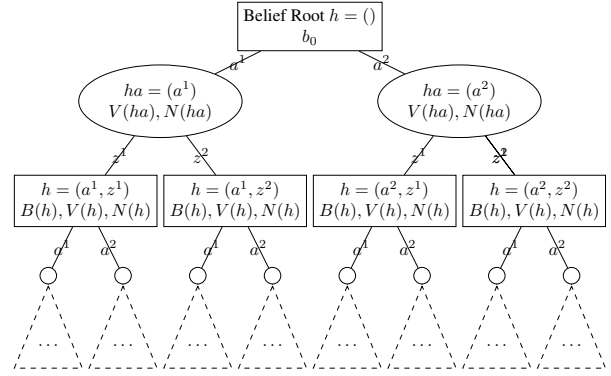 Belief Root h = ()
b₀
a¹ a²
ha = (a¹) ha = (a²)
V(ha), N(ha) V(ha), N(ha)
z¹ z² z¹
h = (a¹, z¹) h = (a¹, z²) h = (a², z¹) h = (a², z²)
B(h), V(h), N(h) B(h), V(h), N(h) B(h), V(h), N(h) B(h), V(h), N(h)
a¹ a² a¹ a² a¹ a² a¹ a²
... ... ... ... ... ... ... ...